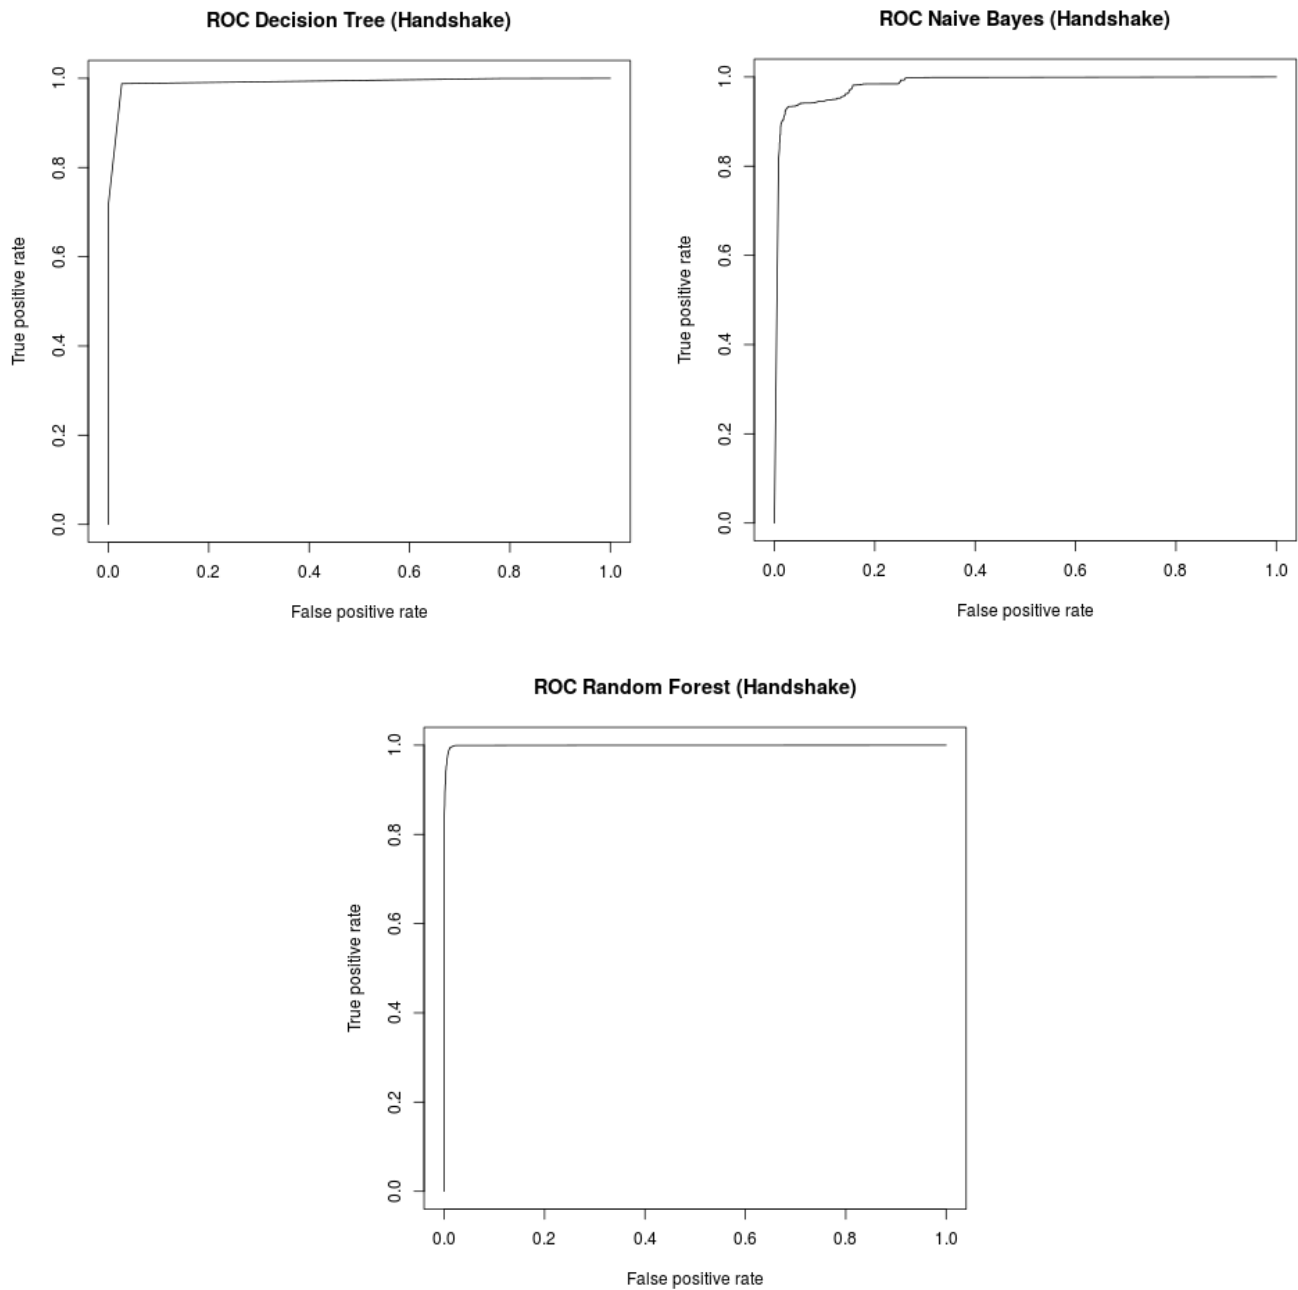 ROC Decision Tree (Handshake)
True positive rate
1.0
0.8
0.6
0.4
0.2
0.0
0.0 0.2 0.4 0.6 0.8 1.0
False positive rate
ROC Naive Bayes (Handshake)
True positive rate
1.0
0.8
0.6
0.4
0.2
0.0
0.0 0.2 0.4 0.6 0.8 1.0
False positive rate
ROC Random Forest (Handshake)
True positive rate
1.0
0.8
0.6
0.4
0.2
0.0
0.0 0.2 0.4 0.6 0.8 1.0
False positive rate